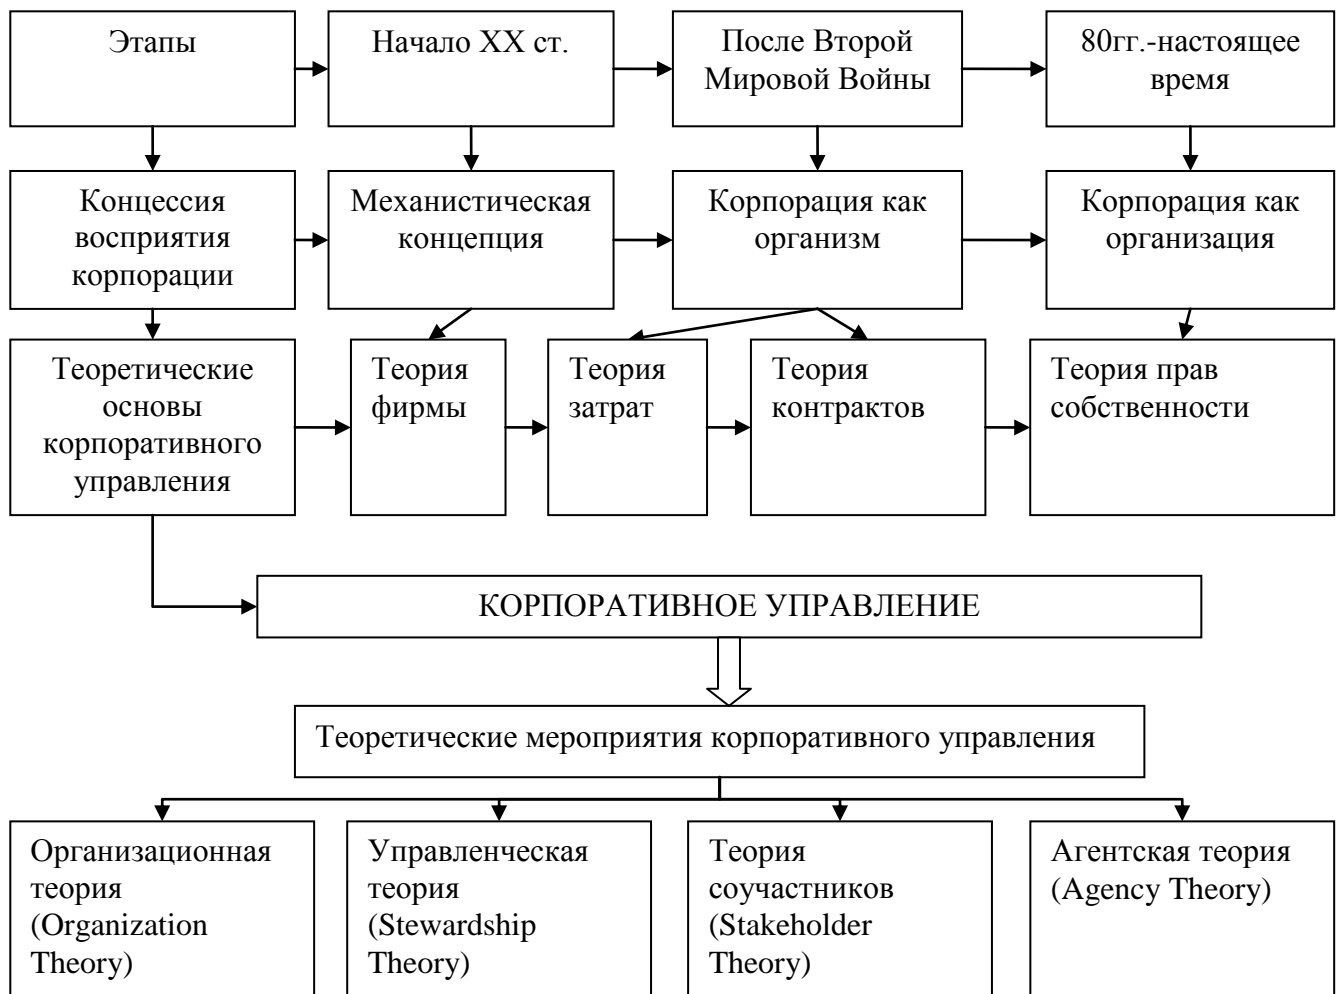 Этапы
Начало XX ст.
После Второй
Мировой Войны
80гг.-настоящее
время
Концессия
восприятия
корпорации
Механистическая
концепция
Корпорация как
организм
Корпорация как
организация
Теоретические
основы
корпоративного
управления
Теория
фирмы
Теория
затрат
Теория
контрактов
Теория прав
собственности
КОРПОРАТИВНОЕ УПРАВЛЕНИЕ
Теоретические мероприятия корпоративного управления
Организационная
теория
(Organization
Theory)
Управленческая
теория
(Stewardship
Theory)
Теория
соучастников
(Stakeholder
Theory)
Агентская теория
(Agency Theory)